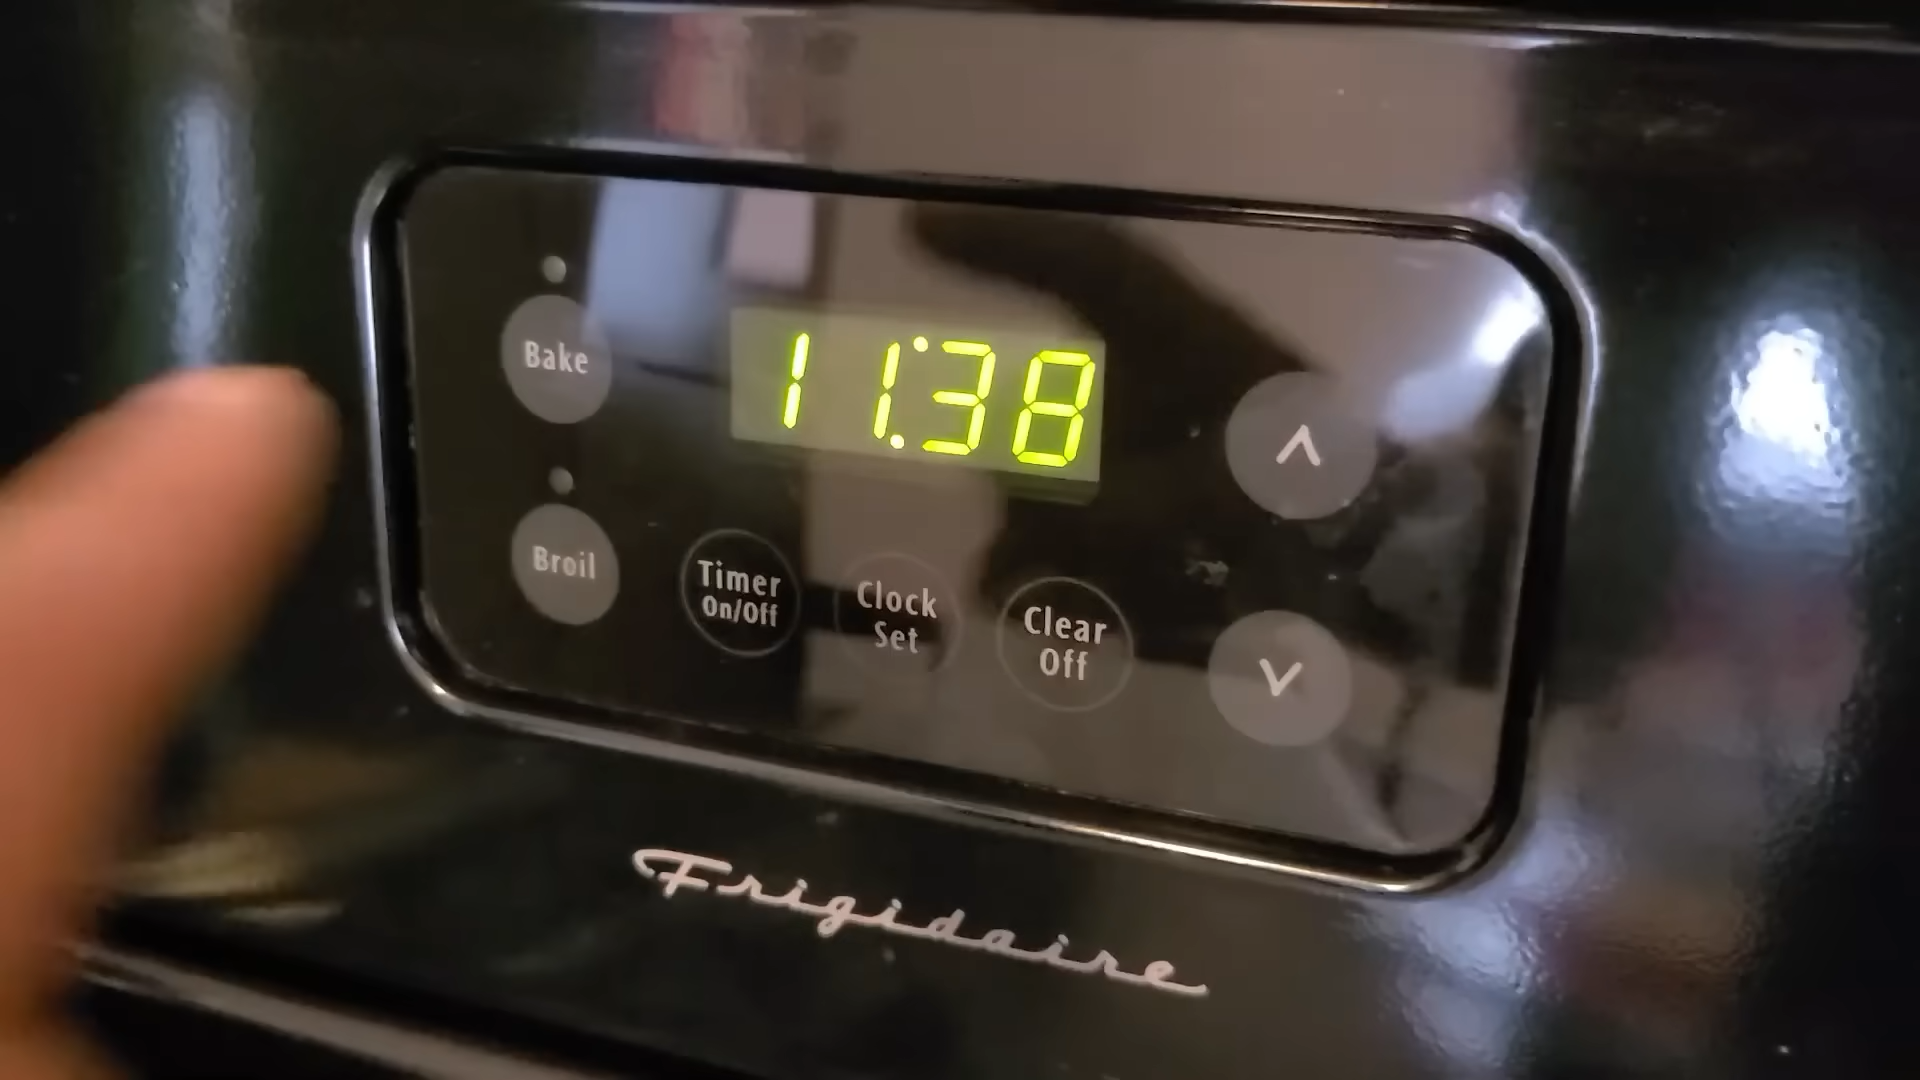 Bake
11:38
Broil
Timer
On/Off
Clock
Set
Clear
Off
Frigidaire